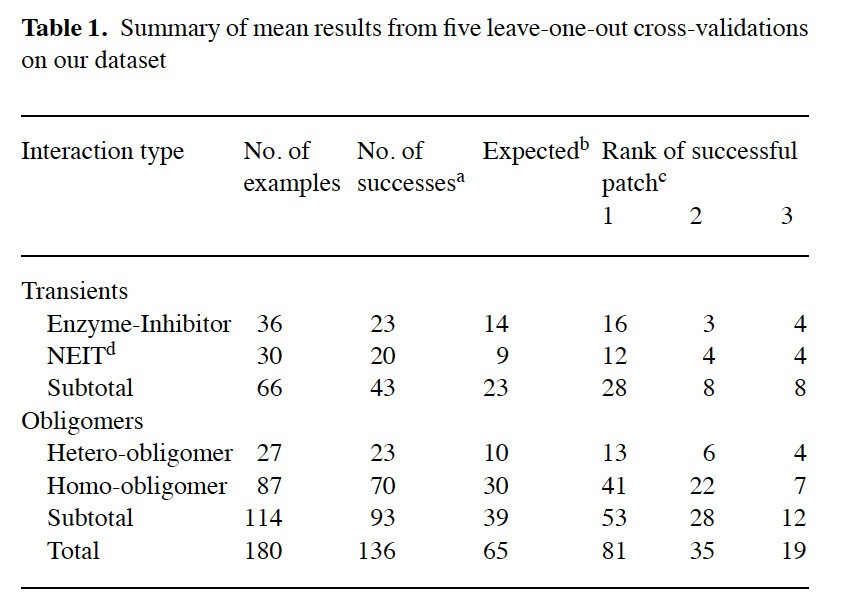 Table 1. Summary of mean results from five leave-one-out cross-validations
on our dataset
Interaction type No. of No. of Expectedb Rank of successful
examples successesa patchc
1 2 3
Transients
Enzyme-Inhibitor 36 23 14 16 3 4
NEITd 30 20 9 12 4 4
Subtotal 66 43 23 28 8 8
Obligomers
Hetero-obligomer 27 23 10 13 6 4
Homo-obligomer 87 70 30 41 22 7
Subtotal 114 93 39 53 28 12
Total 180 136 65 81 35 19